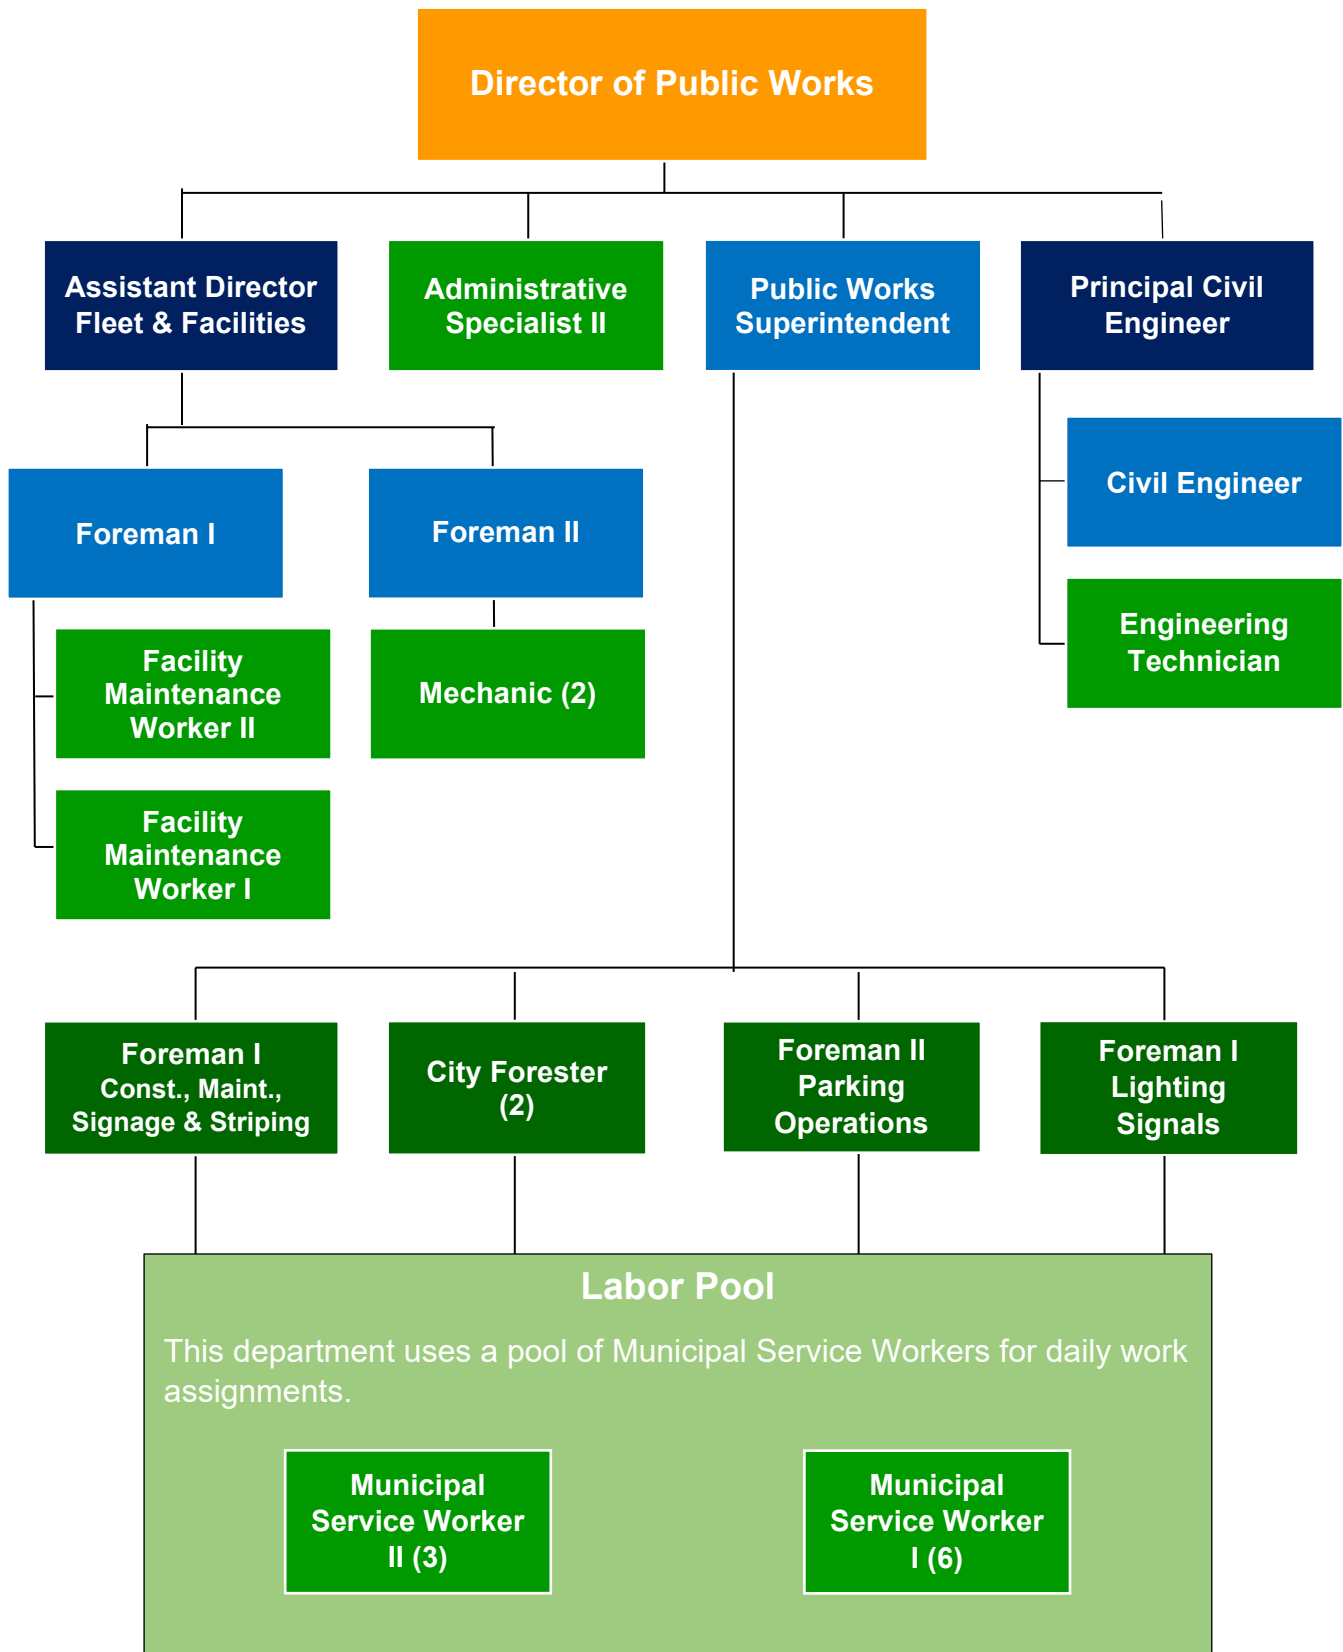 Director of Public Works
Assistant Director
Fleet & Facilities
Administrative
Specialist II
Public Works
Superintendent
Principal Civil
Engineer
Foreman I
Foreman II
Civil Engineer
Facility
Maintenance
Worker II
Mechanic (2)
Engineering
Technician
Facility
Maintenance
Worker I
Foreman I
Const., Maint.,
Signage & Striping
City Forester
(2)
Foreman II
Parking
Operations
Foreman I
Lighting
Signals
Labor Pool
This department uses a pool of Municipal Service Workers for daily work
assignments.
Municipal
Service Worker
II (3)
Municipal
Service Worker
I (6)